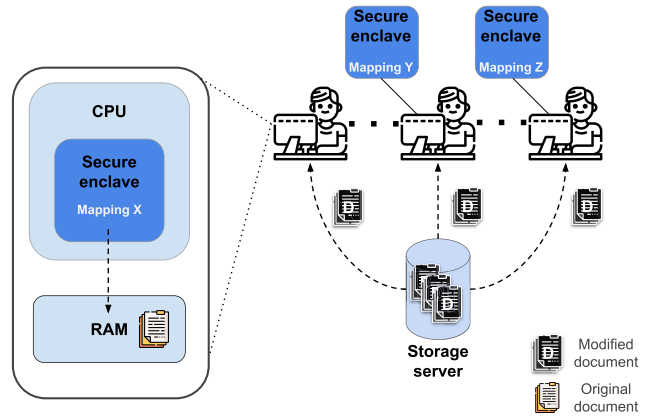 Secure
enclave
Mapping Y
Secure
enclave
Mapping Z
CPU
Secure
enclave
Mapping X
RAM
D
D
D
D
D
D
Storage
server
D
Modified
document
Original
document